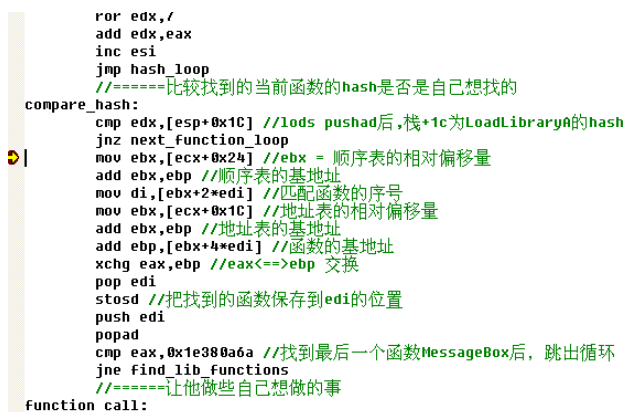 ror edx,7
add edx,eax
inc esi
jmp hash_loop
//======比较找到的当前函数的hash是否是自己想找的
compare_hash:
cmp edx,[esp+0x1C] //lods pushad后,栈+1c为LoadLibraryA的hash
jnz next_function_loop
mov ebx,[ecx+0x24] //ebx = 顺序表的相对偏移量
add ebx,ebp //顺序表的基地址
mov di,[ebx+2*edi] //匹配函数的序号
mov ebx,[ecx+0x1C] //地址表的相对偏移量
add ebx,ebp //地址表的基地址
add ebp,[ebx+4*edi] //函数的基地址
xchg eax,ebp //eax<==>ebp 交换
pop edi
stosd //把找到的函数保存到edi的位置
push edi
popad
cmp eax,0x1e380a6a //找到最后一个函数MessageBox后，跳出循环
jne find_lib_functions
//======让他做些自己想做的事
function_call: